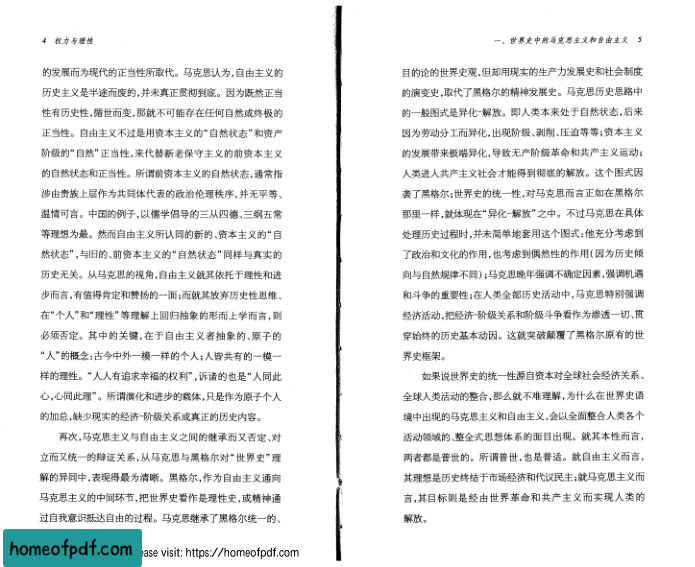 4 权力与理性
的发展而为现代的正当性所取代。马克思认为,自由主义的
历史主义是半途而废的,并未真正贯彻到底。因为既然正当
性有历史性,循世而变,那就不可能存在任何自然或终极的
正当性。自由主义不过是用资本主义的“自然状态”和资产
阶级的“自然”正当性,来代替新老保守主义的前资本主义
的自然状态和正当性。所谓前资本主义的自然状态,通常指
涉由贵族上层作为共同体代表的政治伦理秩序,并无平等、
温情可言。中国的例子,以儒学倡导的三从四德、三纲五常
等理想为最。然而自由主义所认同的新的、资本主义的“自
然状态”,与旧的、前资本主义的“自然状态”同样与真实的
历史无关。从马克思的视角,自由主义就其依托于理性和进
步而言,有值得肯定和赞扬的一面;而就其放弃历史性思维、
在“个人”和“理性”等理解上回归抽象的形而上学而言,则
必须否定。其中的关键,在于自由主义者抽象的、原子的
“人”的概念:古今中外一模一样的个人;人皆共有的一模一
样的理性。“人人有追求幸福的权利”,诉诸的也是“人同此
心,心同此理”。所谓演化和进步的载体,只是作为原子个人
的加总,缺少现实的经济-阶级关系或真正的历史内容。
再次,马克思主义与自由主义之间的继承而又否定、对
立而又统一的辩证关系,从马克思与黑格尔对“世界史”理
解的异同中,表现得最为清晰。黑格尔,作为自由主义通向
马克思主义的中间环节,把世界史看作是理性史,或精神通
过自我意识抵达自由的过程。马克思继承了黑格尔统一的、
homeofpdf.com
ease visit: https://homeofpdf.com
一、世界史中的马克思主义和自由主义 5
目的论的世界史观,但却用现实的生产力发展史和社会制度
的演变史,取代了黑格尔的精神发展史。马克思历史思路中
的一般图式是异化-解放。即人类本来处于自然状态,后来
因为劳动分工而异化,出现阶级、剥削、压迫等等;资本主义
的发展带来极端异化,导致无产阶级革命和共产主义运动;
人类进入共产主义社会才能得到彻底的解放。这个图式因
袭了黑格尔;世界史的统一性,对马克思而言正如在黑格尔
那里一样,就体现在“异化-解放”之中。不过马克思在具体
处理历史过程时,并未简单地套用这个图式:他充分考虑到
了政治和文化的作用,也考虑到偶然性的作用(因为历史倾
向与自然规律不同);马克思晚年强调不确定因素,强调机遇
和斗争的重要性;在人类全部历史活动中,马克思特别强调
经济活动,把经济-阶级关系和阶级斗争看作为渗透一切、贯
穿始终的历史基本动因。这就突破颠覆了黑格尔原有的世
界史框架。
如果说世界史的统一性源自资本对全球社会经济关系、
全球人类活动的整合,那么就不难理解,为什么在世界史语
境中出现的马克思主义和自由主义,会以全面整合人类各个
活动领域的、整全式思想体系的面目出现。就其本性而言,
两者都是普世的。所谓普世,也是普适。就自由主义而言,
其理想是历史终结于市场经济和代议民主;就马克思主义而
言,其目标则是经由世界革命和共产主义而实现人类的
解放。